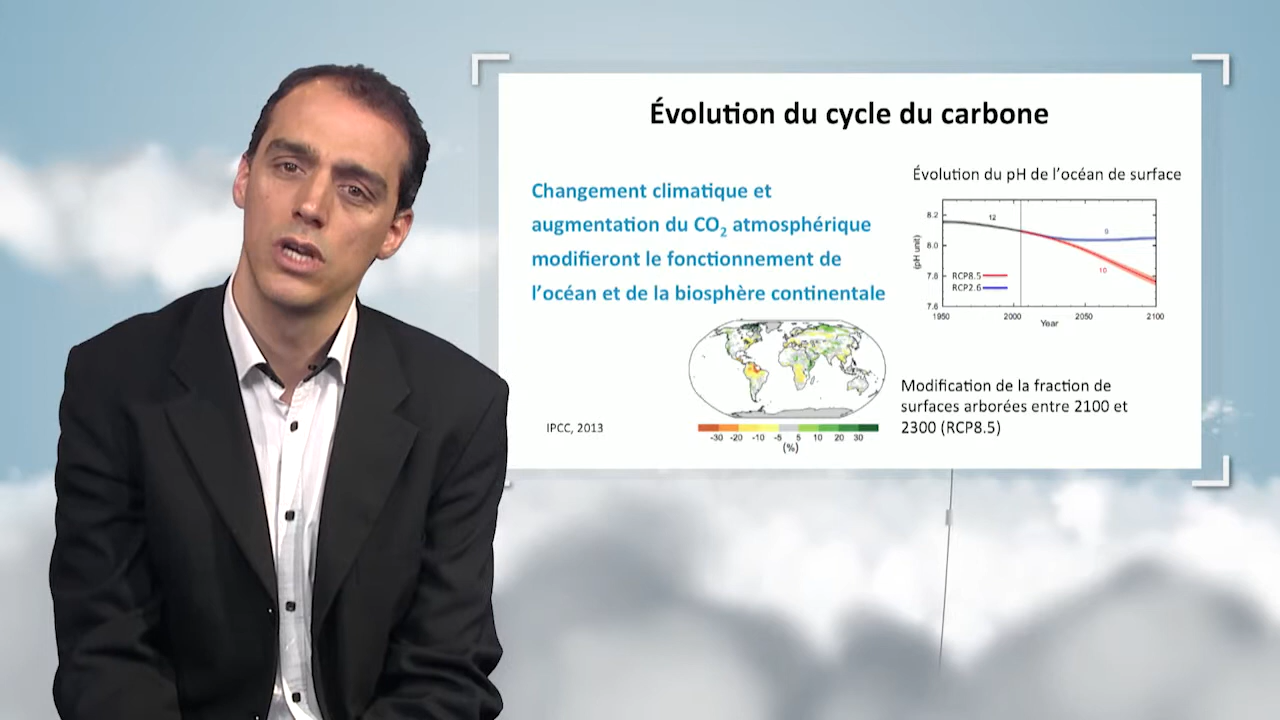 Évolution du cycle du carbone
Changement climatique et
augmentation du CO2 atmosphérique
modifieront le fonctionnement de
l'océan et de la biosphère continentale
Évolution du pH de l'océan de surface
8.2
8.0
7.8
7.6
(pH unit)
12
9
10
RCP8.5
RCP2.6
1950 2000 2050 2100
Year
-30 -20 -10 -5 5 10 20 30
(%)
Modification de la fraction de
surfaces arborées entre 2100 et
2300 (RCP8.5)
IPCC, 2013